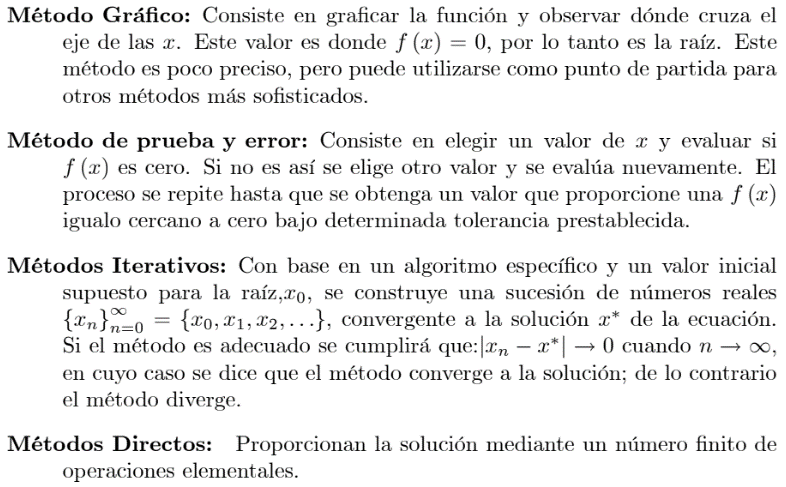 Método Gráfico: Consiste en graficar la función y observar dónde cruza el
eje de las x. Este valor es donde f (x) = 0, por lo tanto es la raíz. Este
método es poco preciso, pero puede utilizarse como punto de partida para
otros métodos más sofisticados.
Método de prueba y error: Consiste en elegir un valor de x y evaluar si
f (x) es cero. Si no es así se elige otro valor y se evalúa nuevamente. El
proceso se repite hasta que se obtenga un valor que proporcione una f (x)
igualo cercano a cero bajo determinada tolerancia prestablecida.
Métodos Iterativos: Con base en un algoritmo específico y un valor inicial
supuesto para la raíz,x₀, se construye una sucesión de números reales
{xₙ}∞ₙ₌₀ = {x₀, x₁, x₂, . . .}, convergente a la solución x* de la ecuación.
Si el método es adecuado se cumplirá que:|xₙ − x*| → 0 cuando n → ∞,
en cuyo caso se dice que el método converge a la solución; de lo contrario
el método diverge.
Métodos Directos: Proporcionan la solución mediante un número finito de
operaciones elementales.